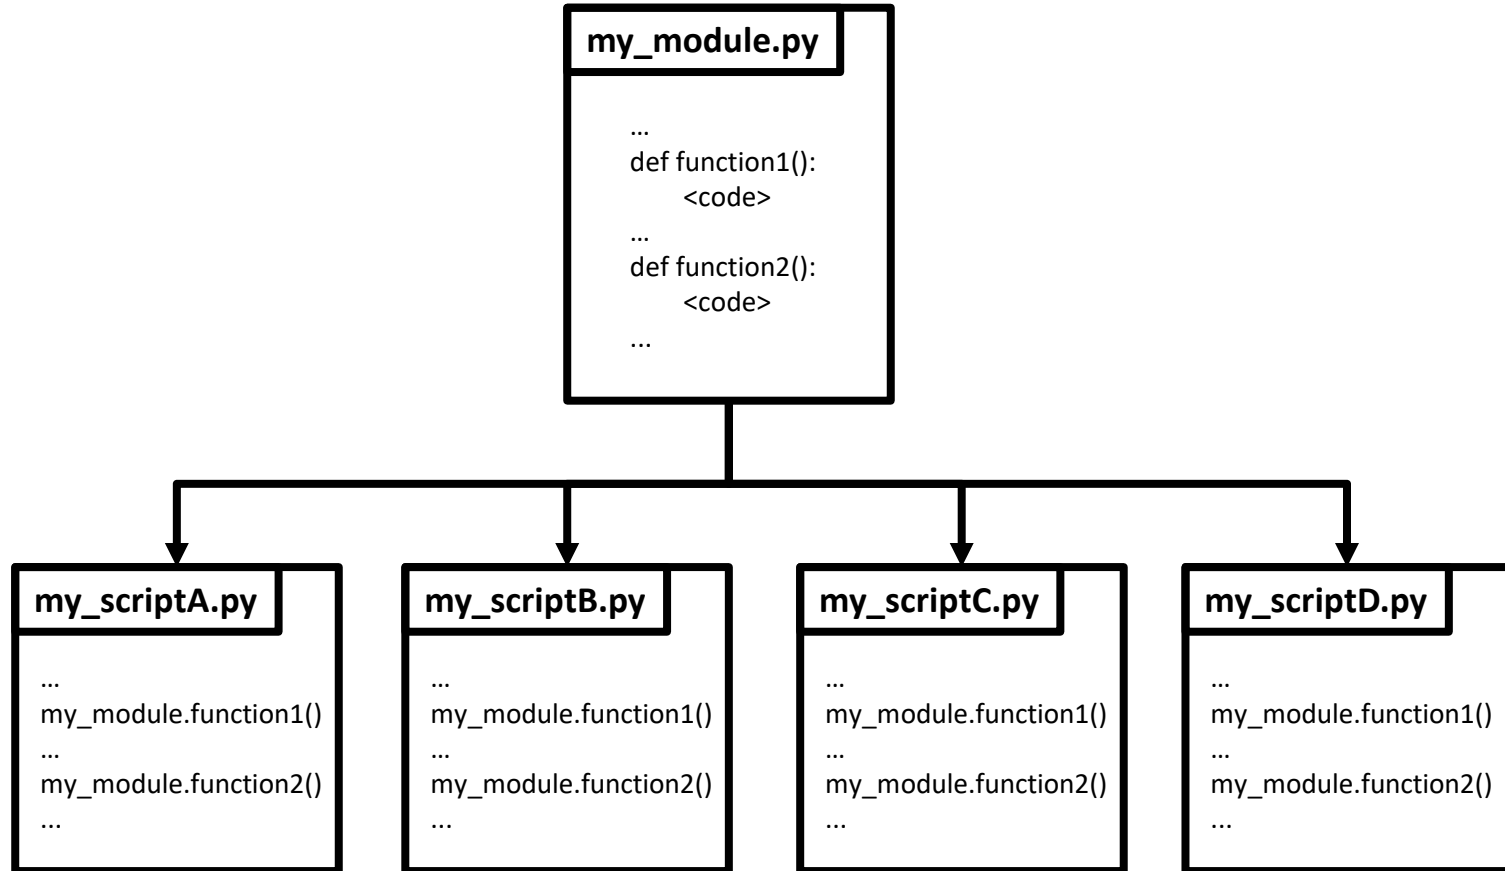 my_module.py
...
def function1():
<code>
...
def function2():
<code>
...
my_scriptA.py
...
my_module.function1()
...
my_module.function2()
...
my_scriptB.py
...
my_module.function1()
...
my_module.function2()
...
my_scriptC.py
...
my_module.function1()
...
my_module.function2()
...
my_scriptD.py
...
my_module.function1()
...
my_module.function2()
...